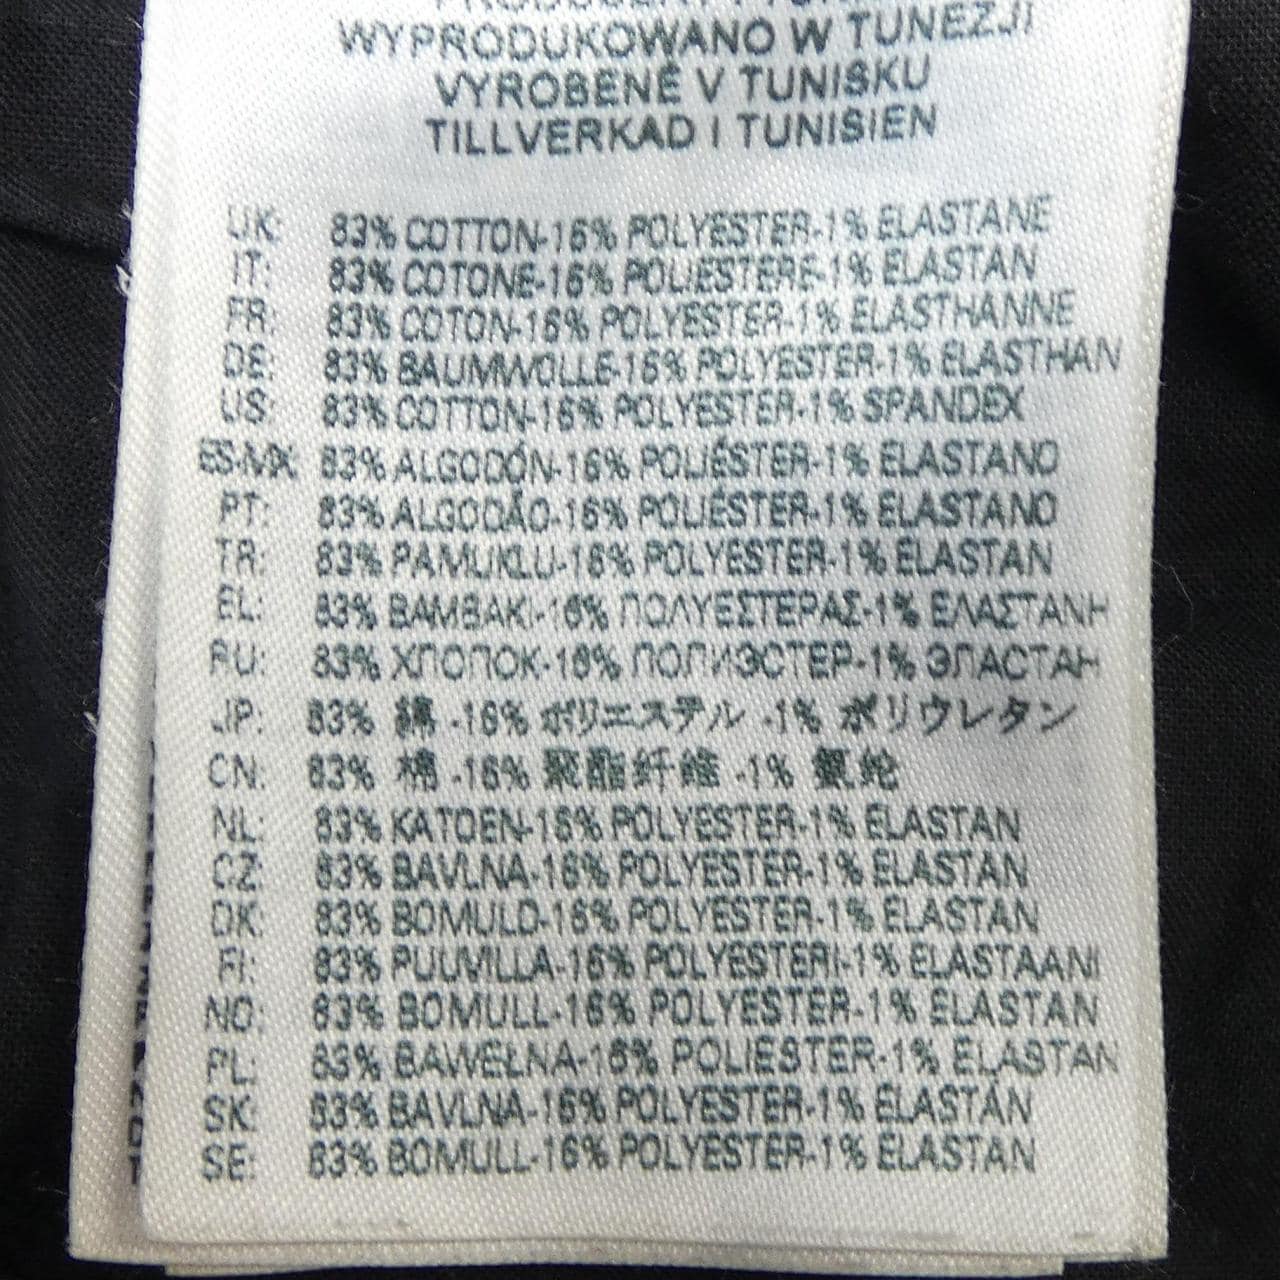 WYPRODUKOWANO W TUNEZJI
VYROBENÉ V TUNISKU
TILLVERKAD I TUNISIEN
UK: 83% COTTON-16% POLYESTER-1% ELASTANE
IT: 83% COTONE-16% POLIESTERE-1% ELASTAN
FR: 83% COTON-16% POLYESTER-1% ELASTHANNE
DE: 83% BAUMWOLLE-16% POLYESTER-1% ELASTHAN
US: 83% COTTON-16% POLYESTER-1% SPANDEX
ES-MX: 83% ALGODÓN-16% POLIÉSTER-1% ELASTANO
PT: 83% ALGODÃO-16% POLIÉSTER-1% ELASTANO
TR: 83% PAMUKLU-16% POLYESTER-1% ELASTAN
EL: 83% ΒΑΜΒΑΚΙ-16% ΠΟΛΥΕΣΤΕΡΑΣ-1% ΕΛΑΣΤΑΝΗ
RU: 83% ХЛОПОК-16% ПОЛИЭСТЕР-1% ЭЛАСТАН
JP: 83% 綿 -16% ポリエステル -1% ポリウレタン
CN: 83% 棉 -16% 聚酯纤维 -1% 氨纶
NL: 83% KATOEN-16% POLYESTER-1% ELASTAN
CZ: 83% BAVLNA-16% POLYESTER-1% ELASTAN
DK: 83% BOMULD-16% POLYESTER-1% ELASTAN
FI: 83% PUUVILLA-16% POLYESTERI-1% ELASTAANI
NO: 83% BOMULL-16% POLYESTER-1% ELASTAN
PL: 83% BAWEŁNA-16% POLIESTER-1% ELASTAN
SK: 83% BAVLNA-16% POLYESTER-1% ELASTÁN
SE: 83% BOMULL-16% POLYESTER-1% ELASTAN